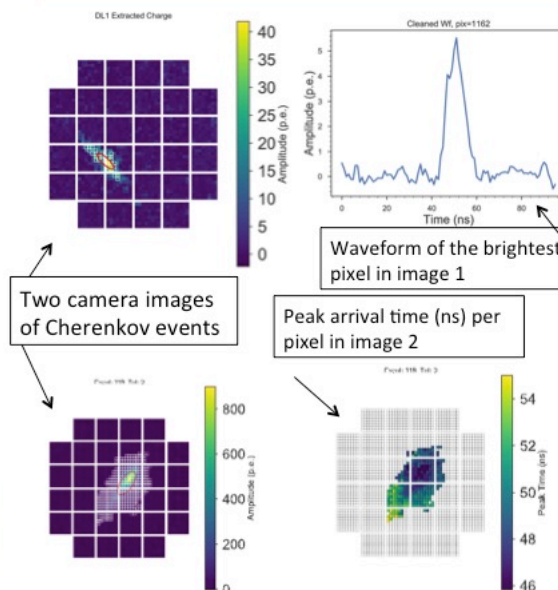 DL1 Extracted Charge
40
35
30
25
20
15
10
5
0
Amplitude (p.e.)
Cleaned Wf, pix=1162
5
4
3
2
1
0
Amplitude (p.e.)
0 20 40 60 80
Time (ns)
Waveform of the brightest
pixel in image 1
Two camera images
of Cherenkov events
Peak arrival time (ns) per
pixel in image 2
800
600
400
200
0
Amplitude (p.e.)
54
52
50
48
46
Peak Time (ns)